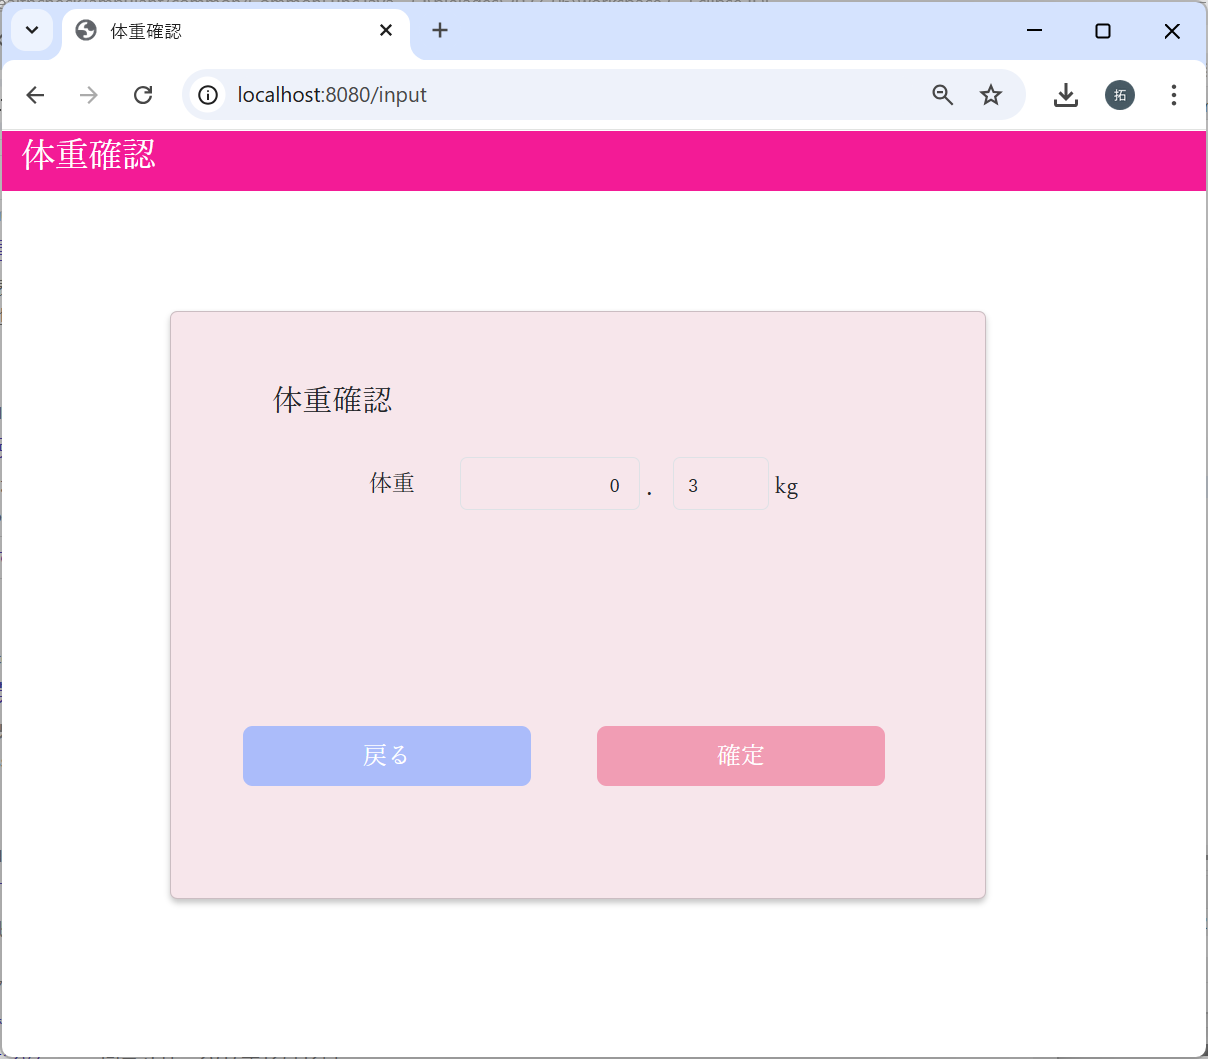 体重確認
localhost:8080/input
拓
体重確認
体重確認
体重 0 . 3 kg
戻る 確定